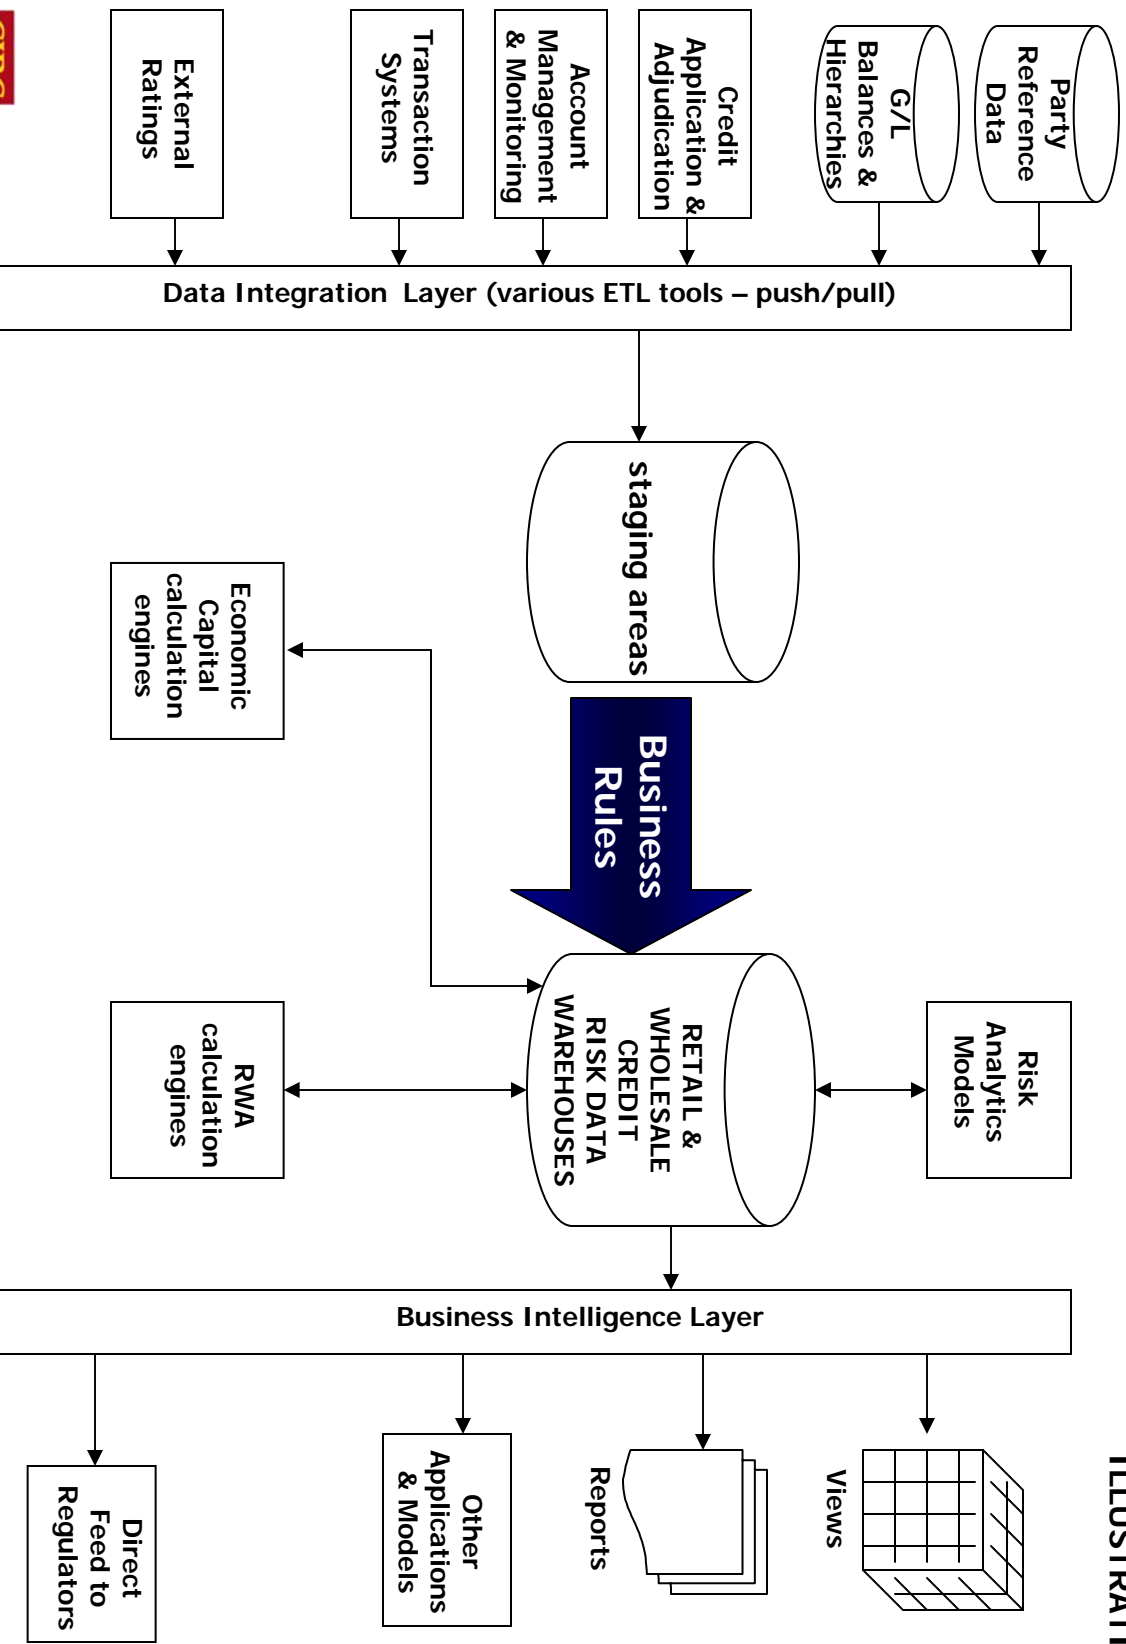 ILLUSTRATI
Party
Reference
Data
G/L
Balances &
Hierarchies
Credit
Application &
Adjudication
Account
Management
& Monitoring
Transaction
Systems
External
Ratings
Data Integration Layer (various ETL tools – push/pull)
staging areas
Business
Rules
Economic
Capital
calculation
engines
Risk
Analytics
Models
RETAIL &
WHOLESALE
CREDIT
RISK DATA
WAREHOUSES
RWA
calculation
engines
Business Intelligence Layer
Views
Reports
Other
Applications
& Models
Direct
Feed to
Regulators